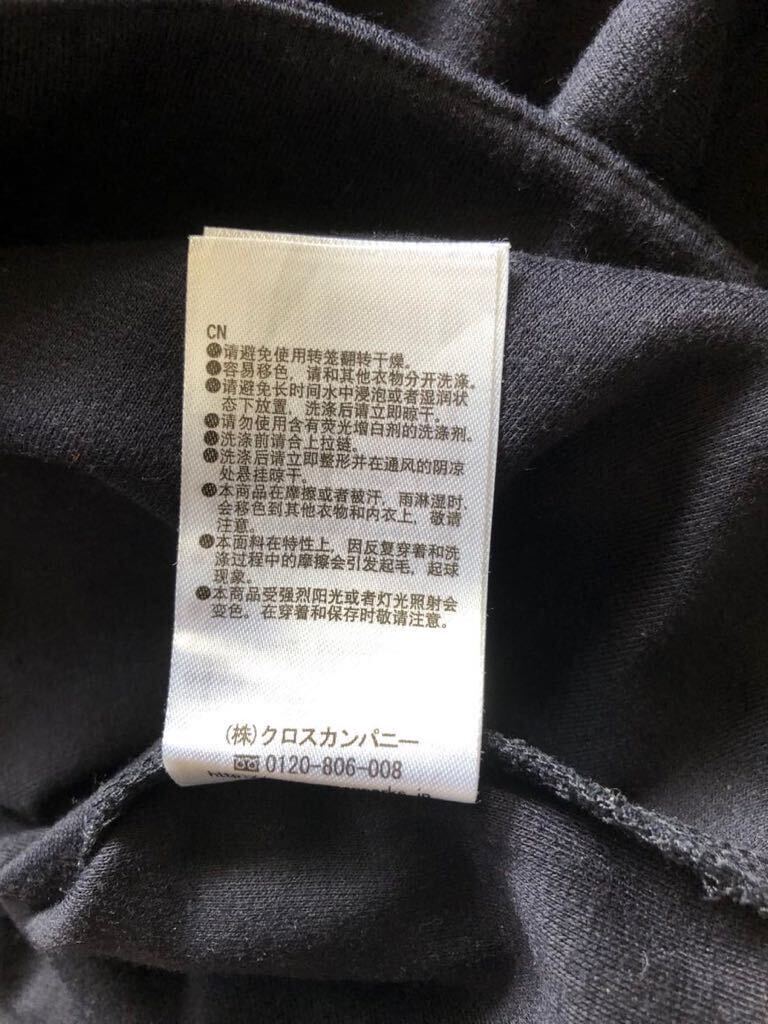 CN
●请避免使用转笼翻转干燥。
●容易移色，请和其他衣物分开洗涤。
●请避免长时间水中浸泡或者湿润状
态下放置，洗涤后请立即晾干。
●请勿使用含有荧光增白剂的洗涤剂。
●洗涤前请合上拉链。
●洗涤后请立即整形并在通风的阴凉
处悬挂晾干。
●本商品在摩擦或者被汗，雨淋湿时，
会移色到其他衣物和内衣上，敬请
注意。
●本面料在特性上，因反复穿着和洗
涤过程中的摩擦会引发起毛，起球
现象。
●本商品受强烈阳光或者灯光照射会
变色。在穿着和保存时敬请注意。
(株)クロスカンパニー
0120-806-008